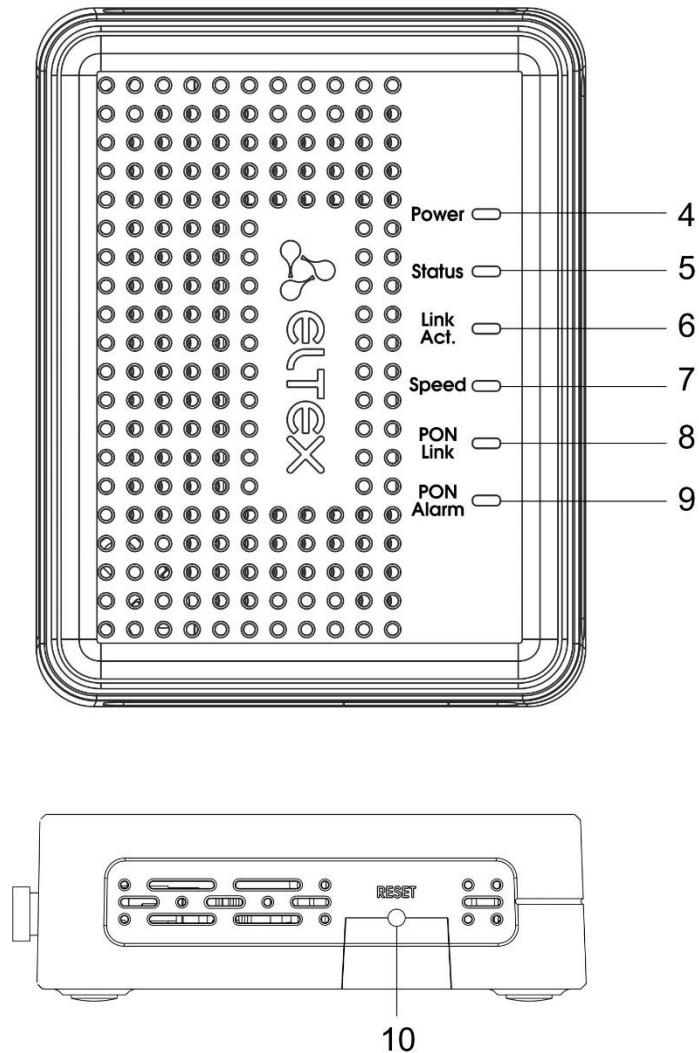 Power 4
Status 5
Link
Act. 6
Speed 7
PON
Link 8
PON
Alarm 9
eLTeX
RESET
10